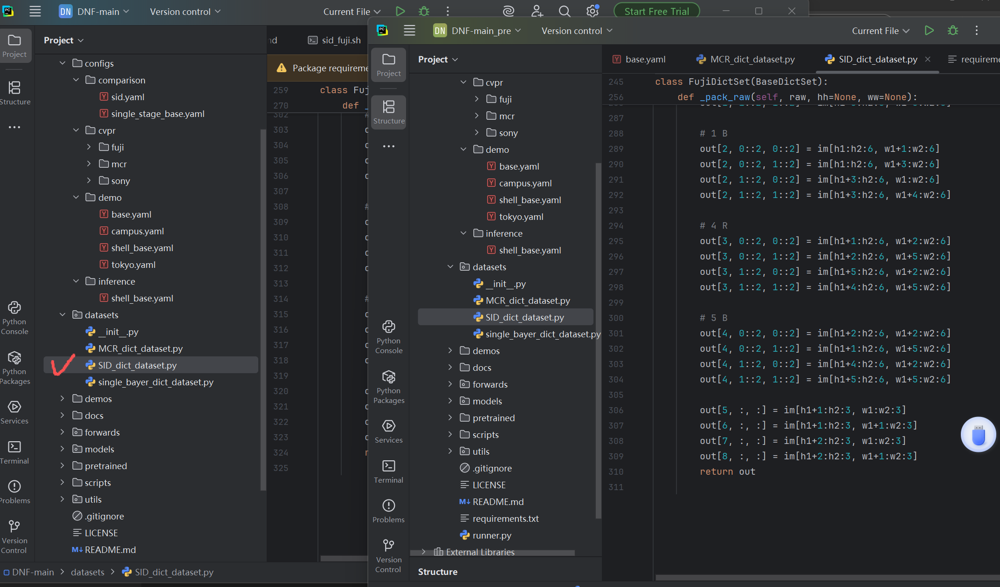 DN DNF-main
Version control
Current File
Start Free Trial
Project
Structure
Python Console
Python Packages
Services
Terminal
Problems
Version Control
Project
configs
comparison
sid.yaml
single_stage_base.yaml
cvpr
fuji
mcr
sony
demo
base.yaml
campus.yaml
shell_base.yaml
tokyo.yaml
inference
shell_base.yaml
datasets
__init__.py
MCR_dict_dataset.py
SID_dict_dataset.py
single_bayer_dict_dataset.py
demos
docs
forwards
models
pretrained
scripts
utils
.gitignore
LICENSE
README.md
DNF-main > datasets > SID_dict_dataset.py
sid_fuji.sh
Package requireme
259 class Fuj
270 def _
302 #
303
304
305
306
307
308 #
309
310
311
312
313
314 #
315
316
317
318
319
320
321
322
323
324
325
DN DNF-main_pre
Version control
Current File
Project
Structure
Python Console
Python Packages
Services
Terminal
Problems
Version Control
Project
cvpr
fuji
mcr
sony
demo
base.yaml
campus.yaml
shell_base.yaml
tokyo.yaml
inference
shell_base.yaml
datasets
__init__.py
MCR_dict_dataset.py
SID_dict_dataset.py
single_bayer_dict_dataset.py
demos
docs
forwards
models
pretrained
scripts
utils
.gitignore
LICENSE
README.md
requirements.txt
runner.py
External Libraries
Structure
base.yaml
MCR_dict_dataset.py
SID_dict_dataset.py
requireme
245 class FujiDictSet(BaseDictSet):
256 def _pack_raw(self, raw, hh=None, ww=None):
287
288 # 1 B
289 out[2, 0::2, 0::2] = im[h1:h2:6, w1+1:w2:6]
290 out[2, 0::2, 1::2] = im[h1:h2:6, w1+3:w2:6]
291 out[2, 1::2, 0::2] = im[h1+3:h2:6, w1:w2:6]
292 out[2, 1::2, 1::2] = im[h1+3:h2:6, w1+4:w2:6]
293
294 # 4 R
295 out[3, 0::2, 0::2] = im[h1+1:h2:6, w1+2:w2:6]
296 out[3, 0::2, 1::2] = im[h1+2:h2:6, w1+5:w2:6]
297 out[3, 1::2, 0::2] = im[h1+5:h2:6, w1+2:w2:6]
298 out[3, 1::2, 1::2] = im[h1+4:h2:6, w1+5:w2:6]
299
300 # 5 B
301 out[4, 0::2, 0::2] = im[h1+2:h2:6, w1+2:w2:6]
302 out[4, 0::2, 1::2] = im[h1+1:h2:6, w1+5:w2:6]
303 out[4, 1::2, 0::2] = im[h1+4:h2:6, w1+2:w2:6]
304 out[4, 1::2, 1::2] = im[h1+5:h2:6, w1+5:w2:6]
305
306 out[5, :, :] = im[h1+1:h2:3, w1:w2:3]
307 out[6, :, :] = im[h1+1:h2:3, w1+1:w2:3]
308 out[7, :, :] = im[h1+2:h2:3, w1:w2:3]
309 out[8, :, :] = im[h1+2:h2:3, w1+1:w2:3]
310 return out
311